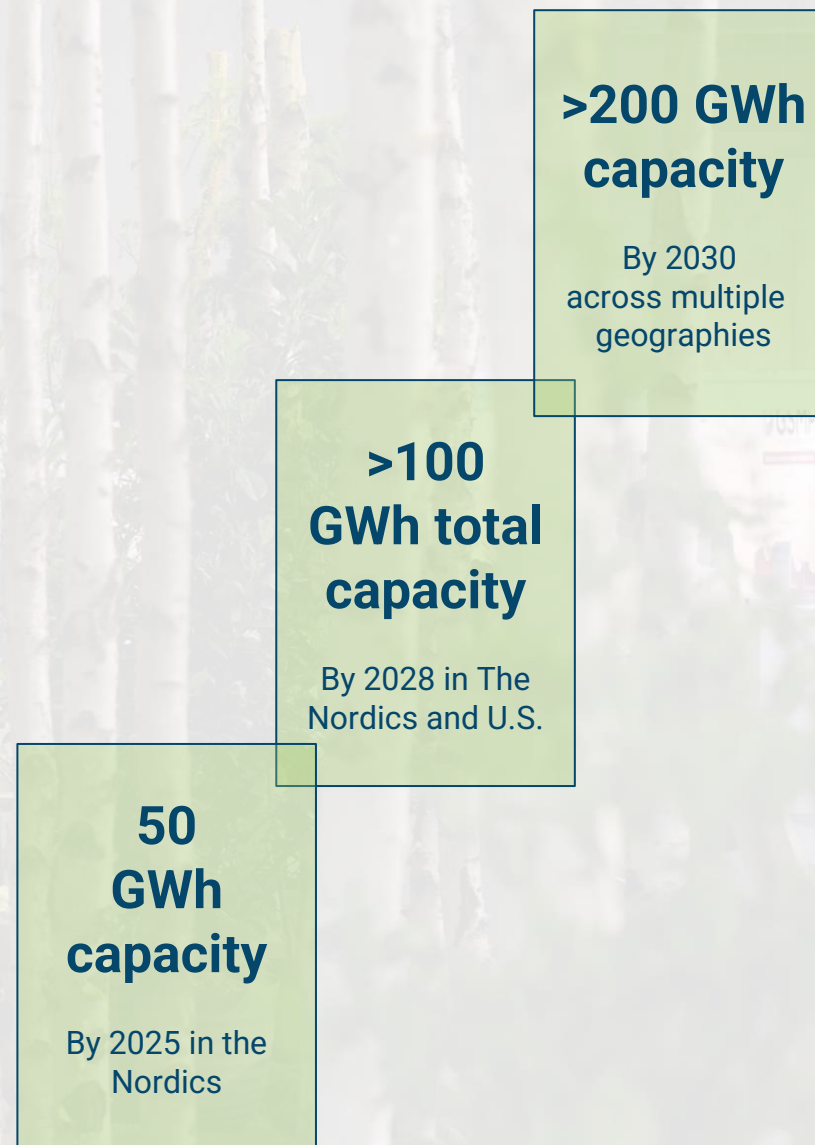 >200 GWh
capacity
By 2030
across multiple
geographies
>100
GWh total
capacity
By 2028 in The
Nordics and U.S.
50
GWh
capacity
By 2025 in the
Nordics